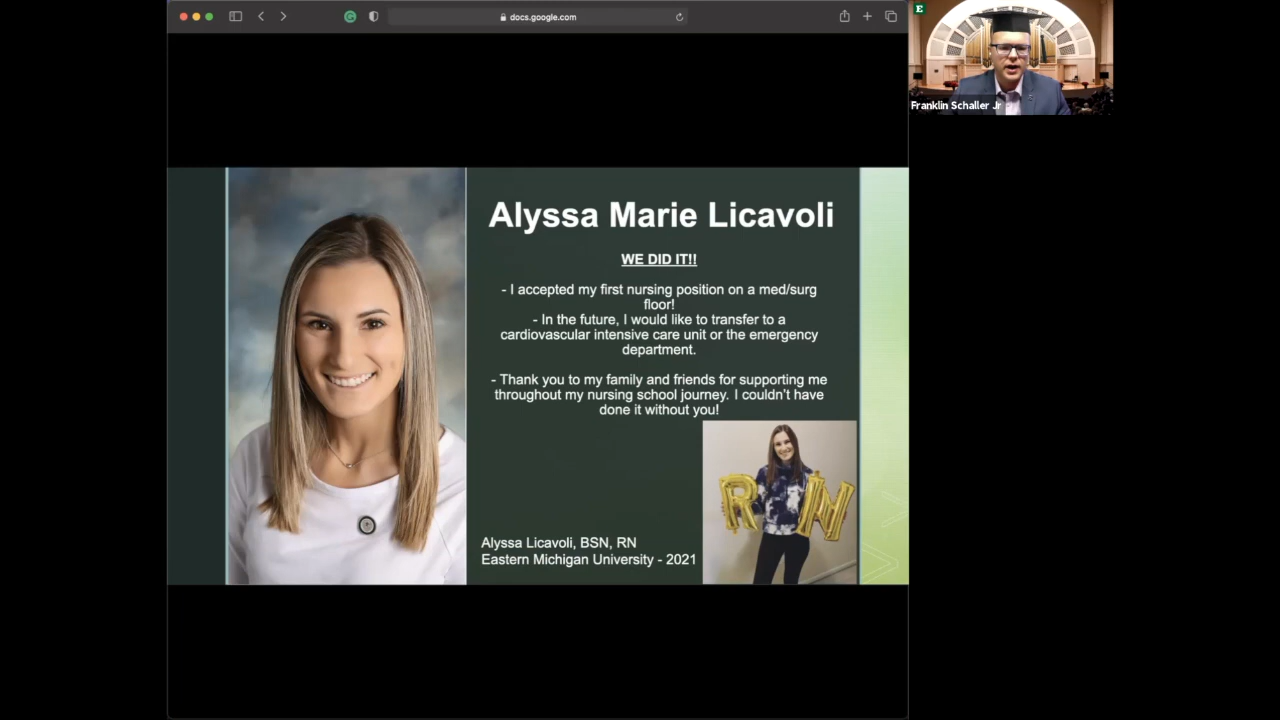 docs.google.com
E
Franklin Schaller Jr
Alyssa Marie Licavoli
WE DID IT!!
- I accepted my first nursing position on a med/surg
floor!
- In the future, I would like to transfer to a
cardiovascular intensive care unit or the emergency
department.
- Thank you to my family and friends for supporting me
throughout my nursing school journey. I couldn't have
done it without you!
R N
Alyssa Licavoli, BSN, RN
Eastern Michigan University - 2021